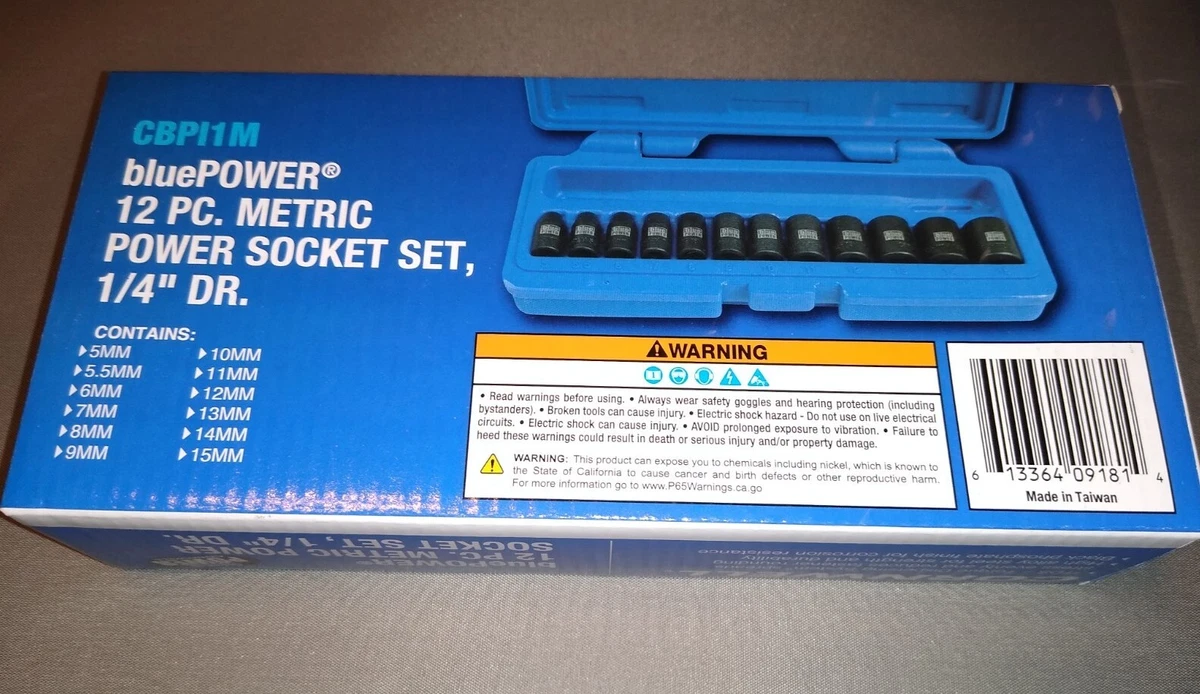 CBPI1M
bluePOWER®
12 PC. METRIC
POWER SOCKET SET,
1/4" DR.
CONTAINS:
5MM
5.5MM
6MM
7MM
8MM
9MM
10MM
11MM
12MM
13MM
14MM
15MM
WARNING
• Read warnings before using. • Always wear safety goggles and hearing protection (including
bystanders). • Broken tools can cause injury. • Electric shock hazard - Do not use on live electrical
circuits. • Electric shock can cause injury. • AVOID prolonged exposure to vibration. • Failure to
heed these warnings could result in death or serious injury and/or property damage.
WARNING: This product can expose you to chemicals including nickel, which is known to
the State of California to cause cancer and birth defects or other reproductive harm.
For more information go to www.P65Warnings.ca.go
6 13364 09181 4
Made in Taiwan
bluePOWER®
12 PC.
METRIC POWER
SOCKET SET, 1/4" DR.